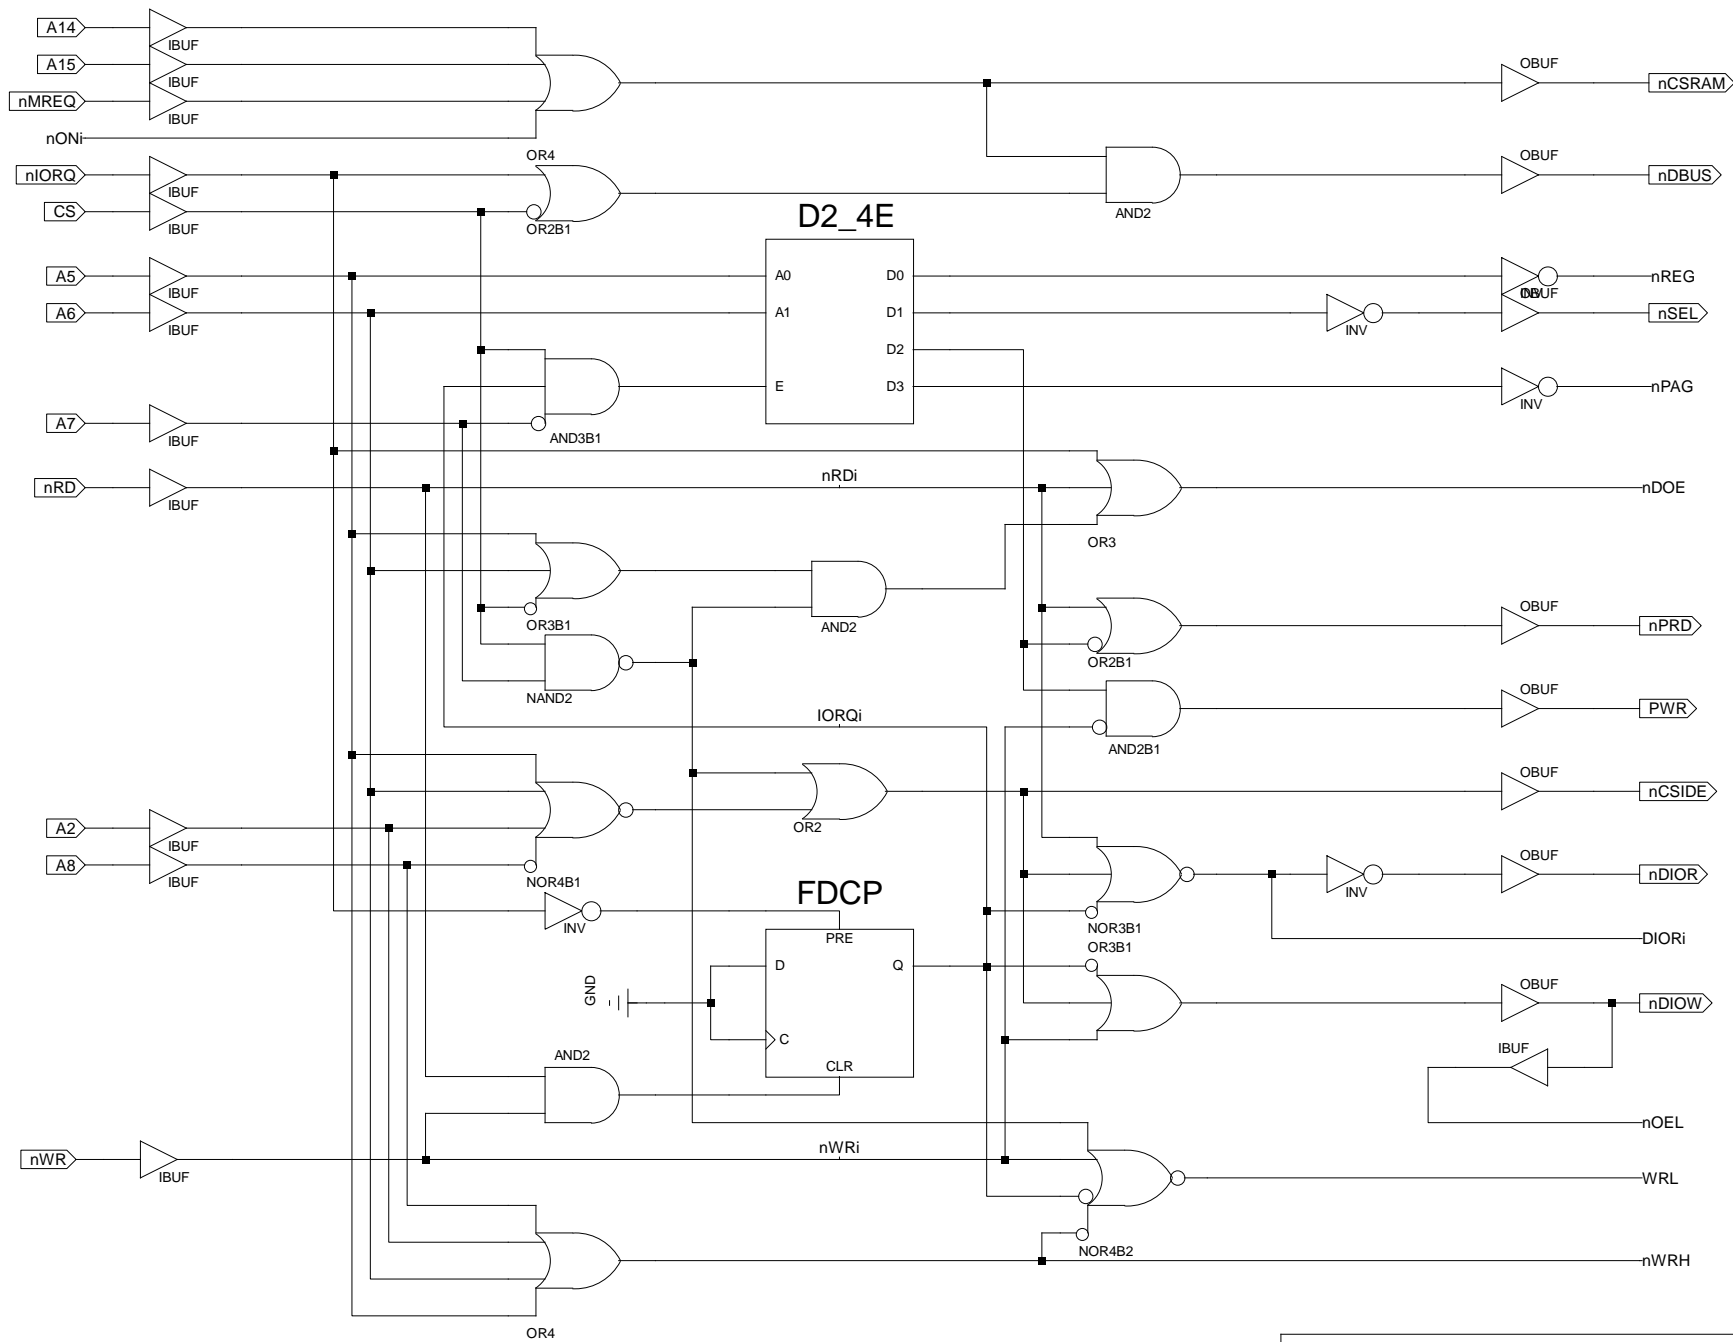 A14
IBUF
A15
IBUF
OBUF
nMREQ
nCSRAM
IBUF
nONi
OR4
nIORQ
OBUF
nDBUS
IBUF
CS
AND2
IBUF
OR2B1
D2_4E
A5
A0
D0
nREG
IBUF
INV
OBUF
A6
A1
D1
nSEL
IBUF
INV
D2
E
D3
nPAG
INV
A7
IBUF
AND3B1
nRD
nRDi
nDOE
IBUF
OR3
OR3B1
AND2
OBUF
nPRD
OR2B1
NAND2
OBUF
IORQi
PWR
AND2B1
OBUF
nCSIDE
A2
OR2
IBUF
A8
OBUF
nDIOR
IBUF
NOR4B1
FDCP
INV
INV
NOR3B1
PRE
DIORi
OR3B1
D
Q
OBUF
GND
nDIOW
C
IBUF
AND2
CLR
nOEL
nWR
nWRi
IBUF
WRL
NOR4B2
nWRH
OR4